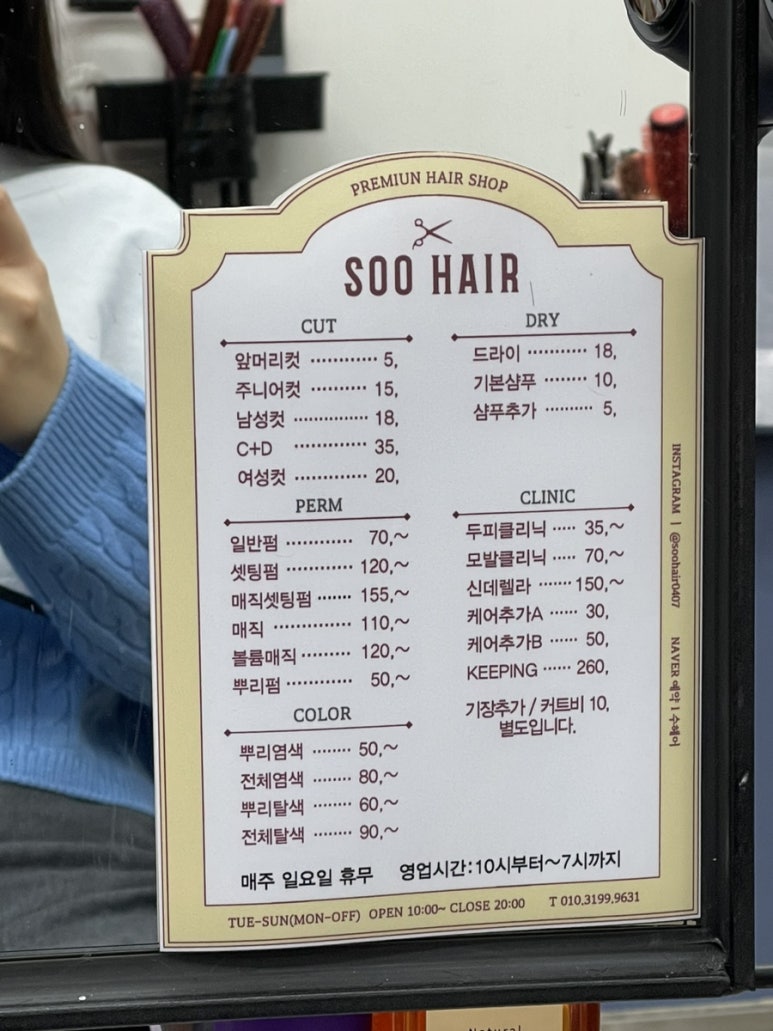 PREMIUN HAIR SHOP
SOO HAIR
CUT
앞머리컷 ············ 5,
주니어컷 ·········· 15,
남성컷 ············· 18,
C+D ············ 35,
여성컷 ············· 20,
PERM
일반펌 ············ 70,~
셋팅펌 ············ 120,~
매직셋팅펌 ······ 155,~
매직 ·············· 110,~
볼륨매직 ········· 120,~
뿌리펌 ············ 50,~
COLOR
뿌리염색 ········ 50,~
전체염색 ········ 80,~
뿌리탈색 ········ 60,~
전체탈색 ········ 90,~
DRY
드라이 ··········· 18,
기본샴푸 ········ 10,
샴푸추가 ·········· 5,
CLINIC
두피클리닉 ····· 35,~
모발클리닉 ····· 70,~
신데렐라 ······· 150,~
케어추가A ······ 30,
케어추가B ······ 50,
KEEPING ······ 260,
기장추가 / 커트비 10,
별도입니다.
매주 일요일 휴무 영업시간:10시부터~7시까지
TUE-SUN(MON-OFF) OPEN 10:00~ CLOSE 20:00 T 010.3199.9631
INSTAGRAM | @soohair0407 NAVER 예약 | 수헤어
Natural